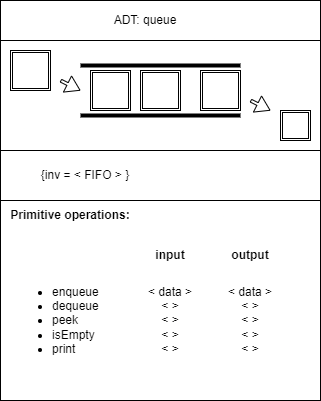 ADT: queue
{inv = < FIFO > }
Primitive operations:
input output
• enqueue < data > < data >
• dequeue < > < >
• peek < > < >
• isEmpty < > < >
• print < > < >